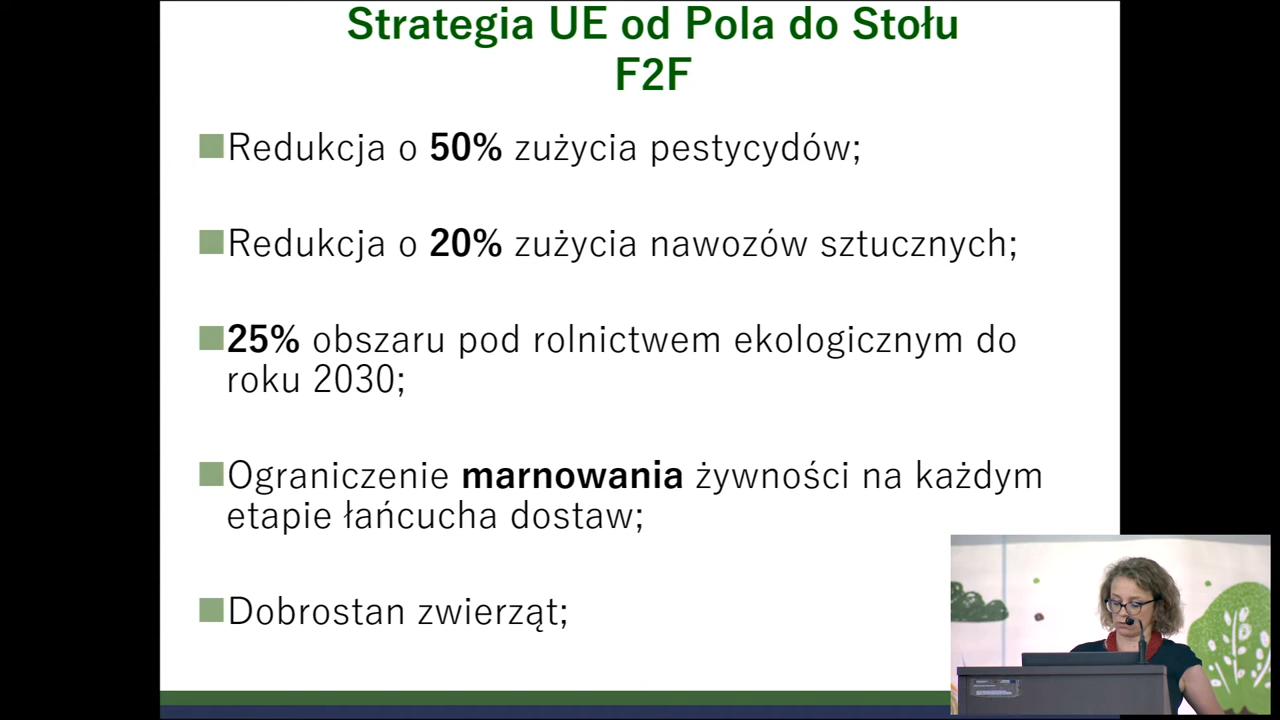 Strategia UE od Pola do Stołu
F2F
Redukcja o 50% zużycia pestycydów;
Redukcja o 20% zużycia nawozów sztucznych;
25% obszaru pod rolnictwem ekologicznym do
roku 2030;
Ograniczenie marnowania żywności na każdym
etapie łańcucha dostaw;
Dobrostan zwierząt;